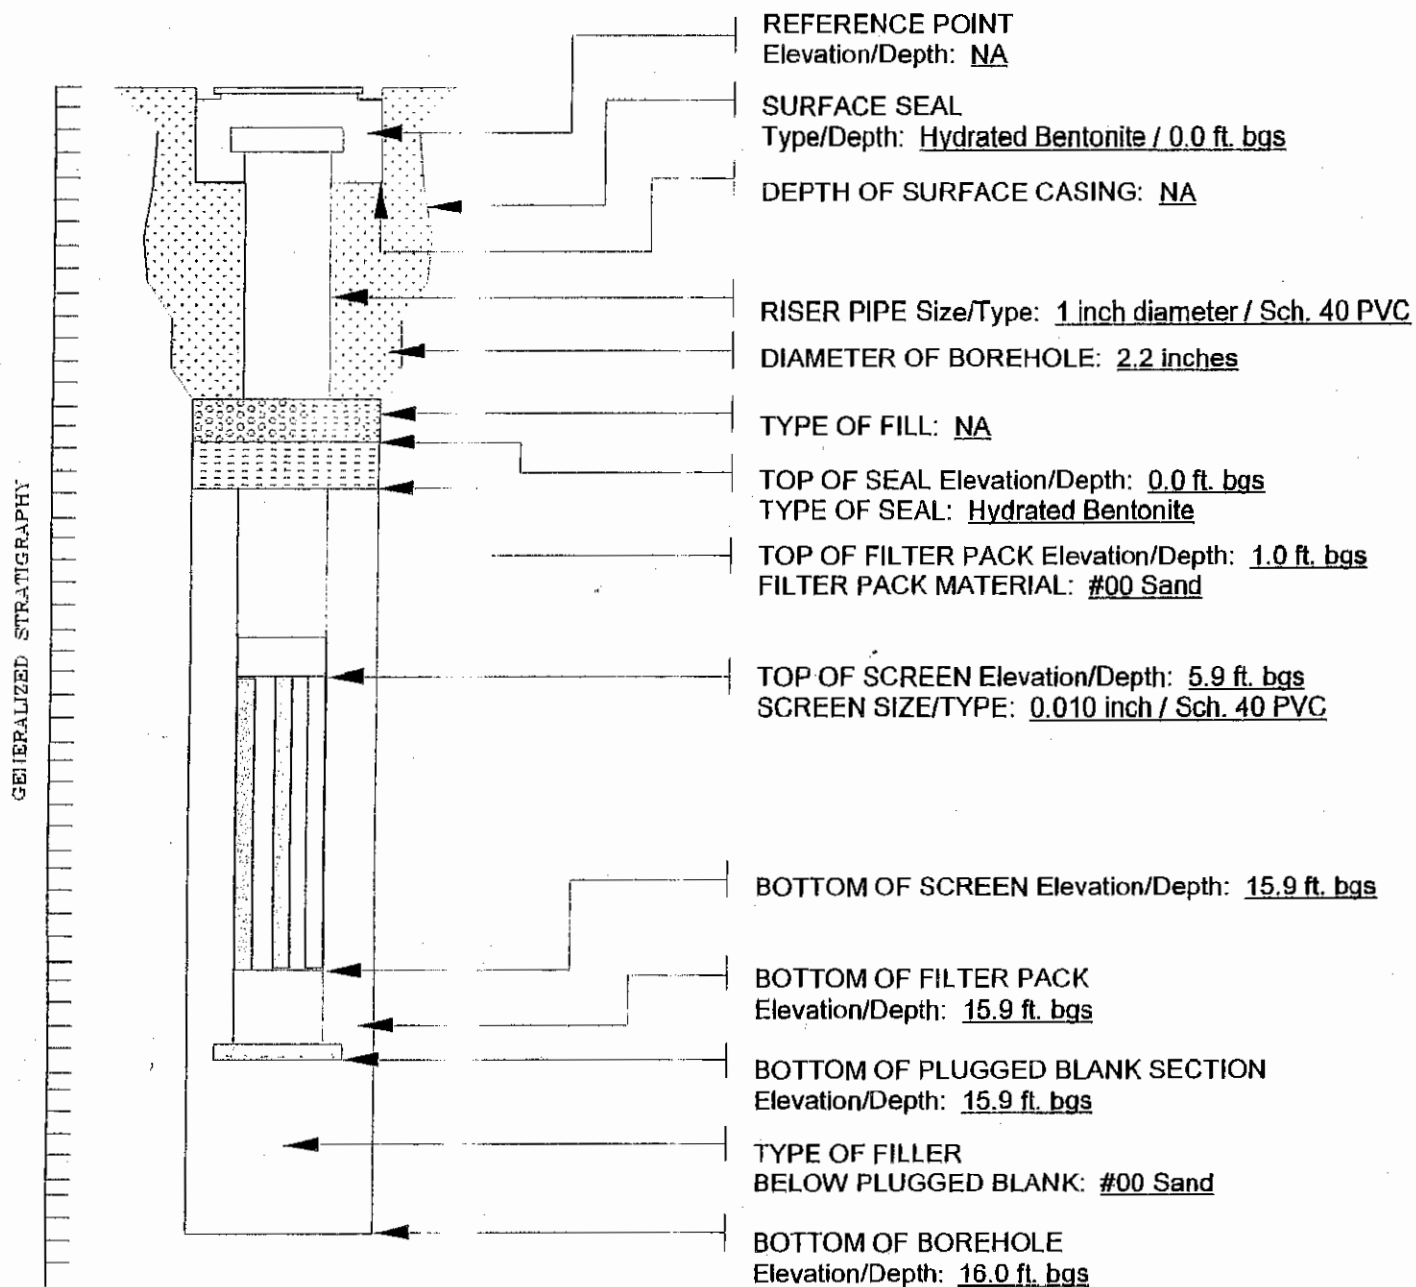 REFERENCE POINT
Elevation/Depth: NA
SURFACE SEAL
Type/Depth: Hydrated Bentonite / 0.0 ft. bgs
DEPTH OF SURFACE CASING: NA
RISER PIPE Size/Type: 1 inch diameter / Sch. 40 PVC
DIAMETER OF BOREHOLE: 2.2 inches
TYPE OF FILL: NA
TOP OF SEAL Elevation/Depth: 0.0 ft. bgs
TYPE OF SEAL: Hydrated Bentonite
TOP OF FILTER PACK Elevation/Depth: 1.0 ft. bgs
FILTER PACK MATERIAL: #00 Sand
GENERALIZED STRATIGRAPHY
TOP OF SCREEN Elevation/Depth: 5.9 ft. bgs
SCREEN SIZE/TYPE: 0.010 inch / Sch. 40 PVC
BOTTOM OF SCREEN Elevation/Depth: 15.9 ft. bgs
BOTTOM OF FILTER PACK
Elevation/Depth: 15.9 ft. bgs
BOTTOM OF PLUGGED BLANK SECTION
Elevation/Depth: 15.9 ft. bgs
TYPE OF FILLER
BELOW PLUGGED BLANK: #00 Sand
BOTTOM OF BOREHOLE
Elevation/Depth: 16.0 ft. bgs